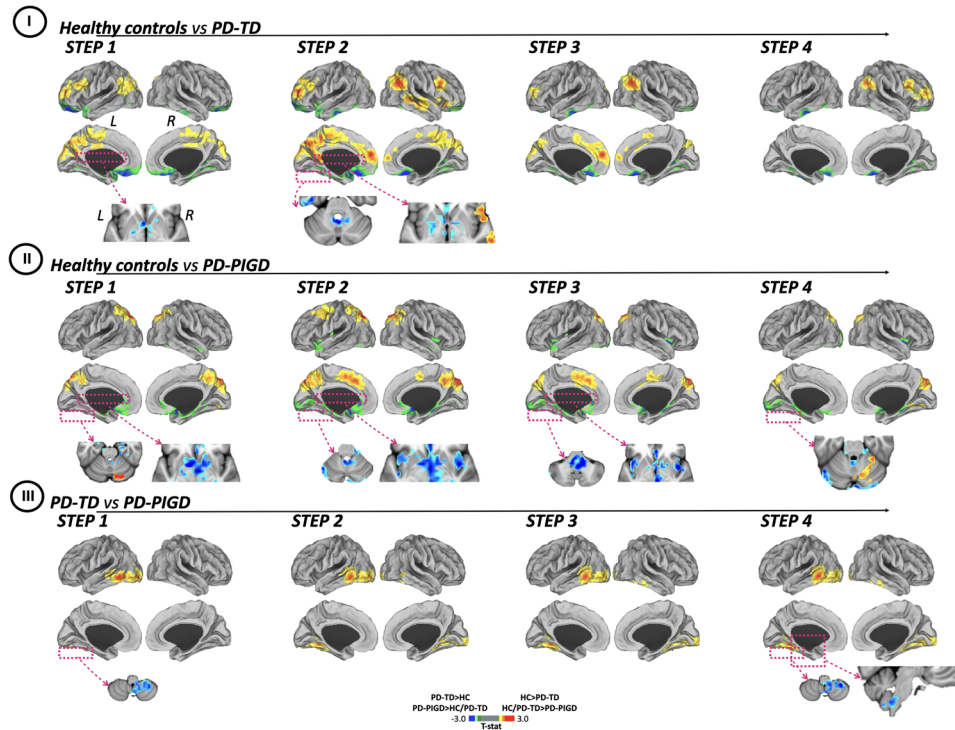 I
Healthy controls vs PD-TD
STEP 1
STEP 2
STEP 3
STEP 4
L
R
L
R
II
Healthy controls vs PD-PIGD
STEP 1
STEP 2
STEP 3
STEP 4
III
PD-TD vs PD-PIGD
STEP 1
STEP 2
STEP 3
STEP 4
PD-TD>HC HC>PD-TD
PD-PIGD>HC/PD-TD HC/PD-TD>PD-PIGD
-3.0 3.0
T-stat